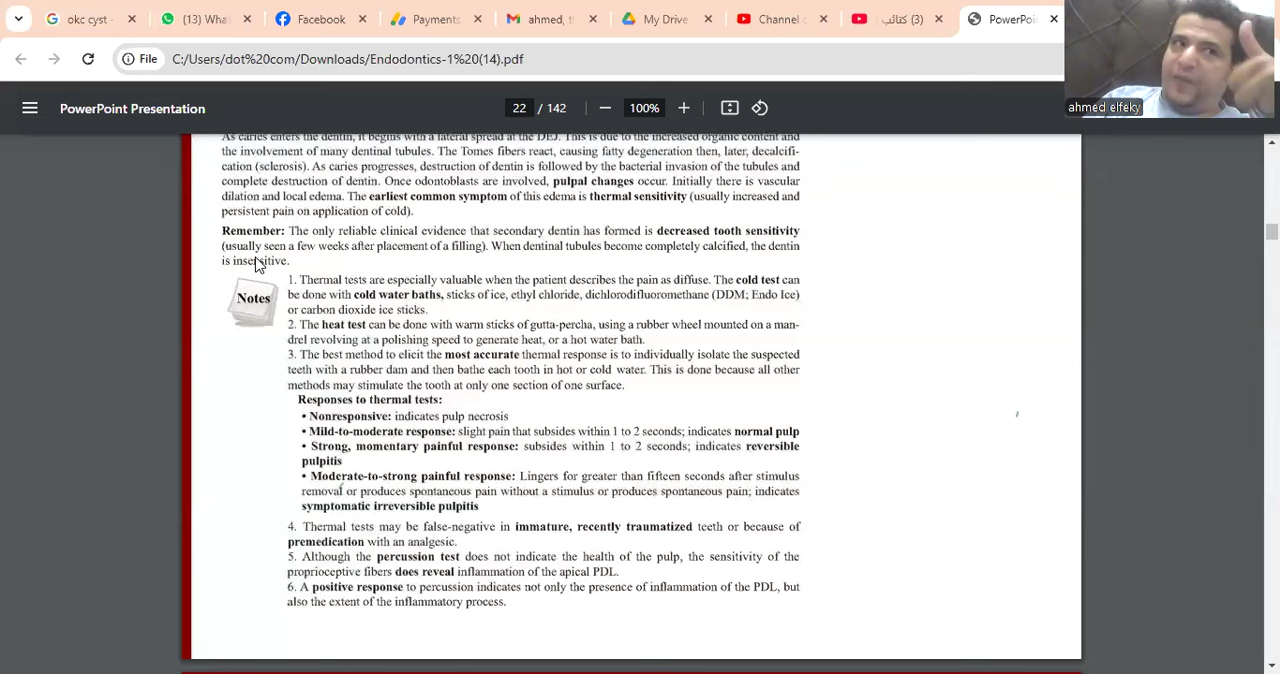 okc cyst -
(13) Wha
Facebook
Payments
ahmed, t
My Drive
Channel
(3) كتائب
PowerPoi
File
C:/Users/dot%20com/Downloads/Endodontics-1%20(14).pdf
PowerPoint Presentation
22 / 142
100%
ahmed elfeky
As caries enters the dentin, it begins with a lateral spread at the DEJ. This is due to the increased organic content and
the involvement of many dentinal tubules. The Tomes fibers react, causing fatty degeneration then, later, decalcifi-
cation (sclerosis). As caries progresses, destruction of dentin is followed by the bacterial invasion of the tubules and
complete destruction of dentin. Once odontoblasts are involved, pulpal changes occur. Initially there is vascular
dilation and local edema. The earliest common symptom of this edema is thermal sensitivity (usually increased and
persistent pain on application of cold).
Remember: The only reliable clinical evidence that secondary dentin has formed is decreased tooth sensitivity
(usually seen a few weeks after placement of a filling). When dentinal tubules become completely calcified, the dentin
is insensitive.
Notes
1. Thermal tests are especially valuable when the patient describes the pain as diffuse. The cold test can
be done with cold water baths, sticks of ice, ethyl chloride, dichlorodifluoromethane (DDM; Endo Ice)
or carbon dioxide ice sticks.
2. The heat test can be done with warm sticks of gutta-percha, using a rubber wheel mounted on a man-
drel revolving at a polishing speed to generate heat, or a hot water bath.
3. The best method to elicit the most accurate thermal response is to individually isolate the suspected
teeth with a rubber dam and then bathe each tooth in hot or cold water. This is done because all other
methods may stimulate the tooth at only one section of one surface.
Responses to thermal tests:
• Nonresponsive: indicates pulp necrosis
• Mild-to-moderate response: slight pain that subsides within 1 to 2 seconds; indicates normal pulp
• Strong, momentary painful response: subsides within 1 to 2 seconds; indicates reversible
pulpitis
• Moderate-to-strong painful response: Lingers for greater than fifteen seconds after stimulus
removal or produces spontaneous pain without a stimulus or produces spontaneous pain; indicates
symptomatic irreversible pulpitis
4. Thermal tests may be false-negative in immature, recently traumatized teeth or because of
premedication with an analgesic.
5. Although the percussion test does not indicate the health of the pulp, the sensitivity of the
proprioceptive fibers does reveal inflammation of the apical PDL.
6. A positive response to percussion indicates not only the presence of inflammation of the PDL, but
also the extent of the inflammatory process.